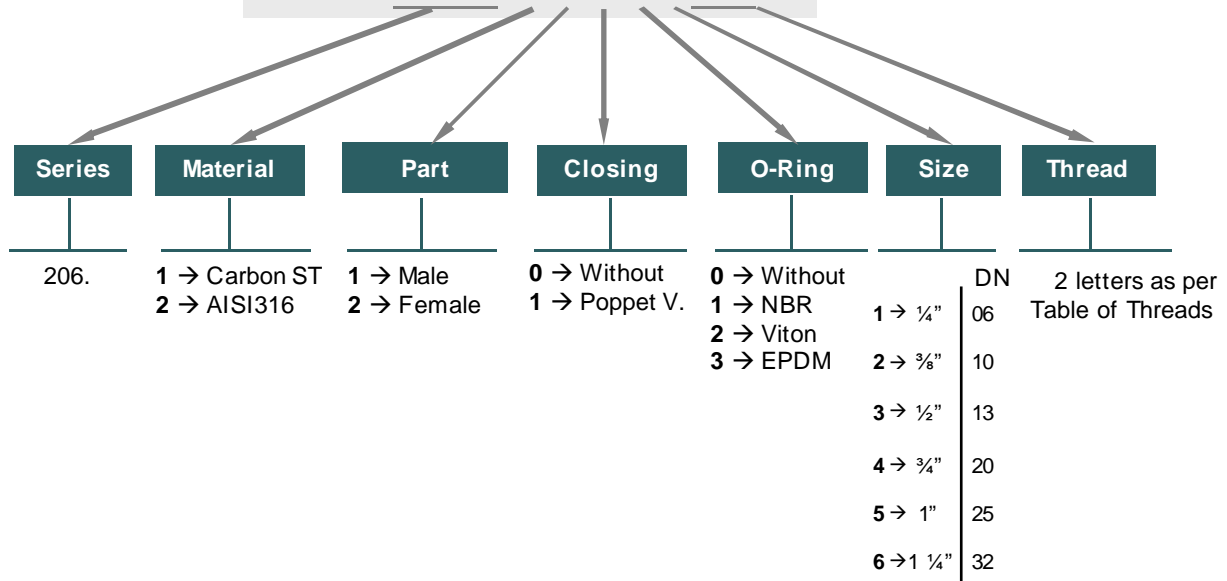 Series Material Part Closing O-Ring Size Thread
206.
1 → Carbon ST
2 → AISI316
1 → Male
2 → Female
0 → Without
1 → Poppet V.
0 → Without
1 → NBR
2 → Viton
3 → EPDM
DN
1 → ¼” 06
2 → ⅜” 10
3 → ½” 13
4 → ¾” 20
5 → 1” 25
6 →1 ¼” 32
2 letters as per
Table of Threads